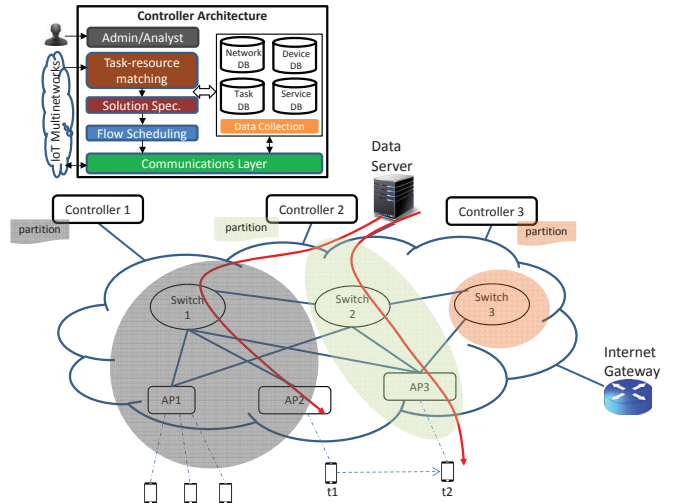 Controller Architecture
Admin/Analyst
IoT Multinetworks
Task-resource
matching
Solution Spec.
Flow Scheduling
Communications Layer
Network
DB
Device
DB
Task
DB
Service
DB
Data Collection
Data
Server
Controller 1
Controller 2
Controller 3
partition
partition
partition
Switch
1
Switch
2
Switch
3
AP1
AP2
AP3
Internet
Gateway
t1
t2